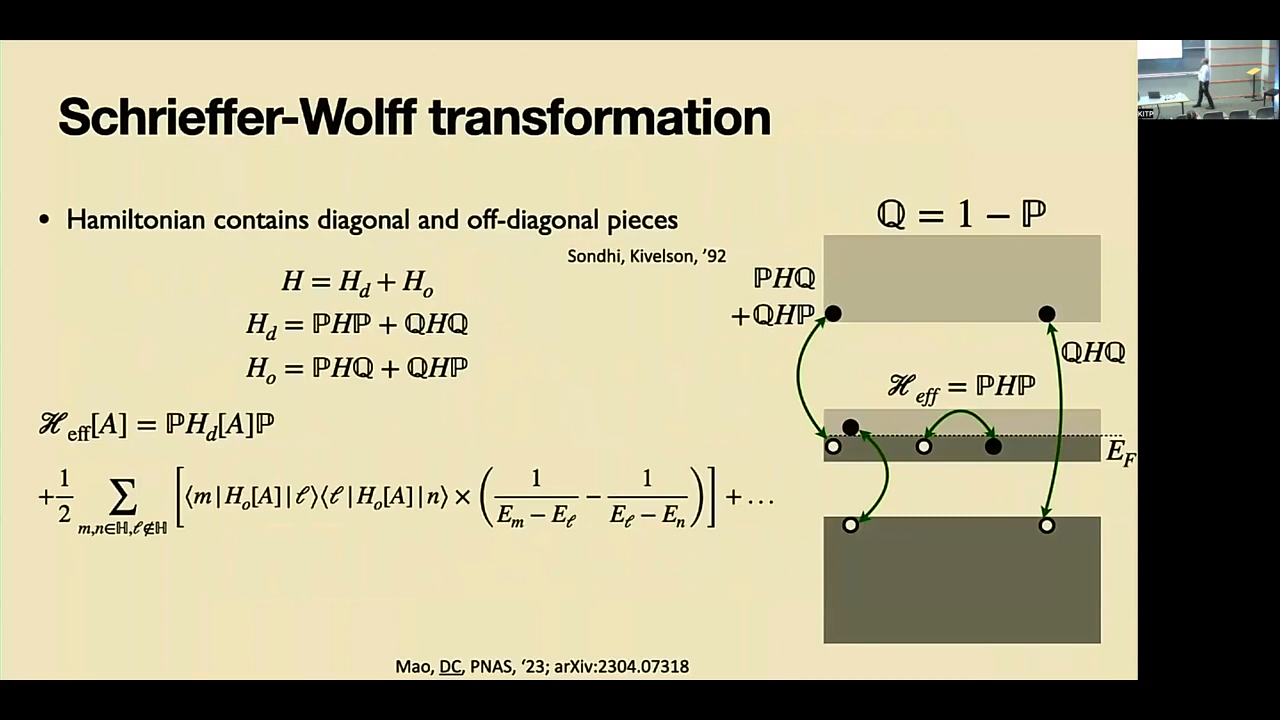 Schrieffer-Wolff transformation
• Hamiltonian contains diagonal and off-diagonal pieces
Sondhi, Kivelson, ’92
H = H_d + H_o
H_d = ℙHℙ + ℚHℚ
H_o = ℙHℚ + ℚHℙ
ℋ_eff[A] = ℙH_d[A]ℙ
+ 1/2 ∑_{m,n∈ℍ,ℓ∉ℍ} [⟨m|H_o[A]|ℓ⟩⟨ℓ|H_o[A]|n⟩ × (1/(E_m − E_ℓ) − 1/(E_ℓ − E_n))] + …
ℚ = 1 − ℙ
ℙHℚ
+ℚHℙ
ℚHℚ
ℋ_eff = ℙHℙ
E_F
Mao, DC, PNAS, ‘23; arXiv:2304.07318
KITP